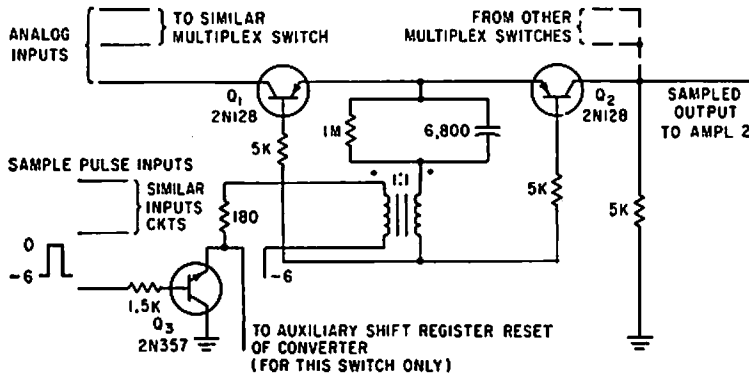 ANALOG
INPUTS
TO SIMILAR
MULTIPLEX SWITCH
FROM OTHER
MULTIPLEX SWITCHES
Q1
2N128
Q2
2N128
SAMPLED
OUTPUT
TO AMPL 2
1M
6,800
5K
5K
5K
1:1
SAMPLE PULSE INPUTS
SIMILAR
INPUTS
CKTS
180
0
-6
-6
1.5K
Q3
2N357
TO AUXILIARY SHIFT REGISTER RESET
OF CONVERTER
(FOR THIS SWITCH ONLY)